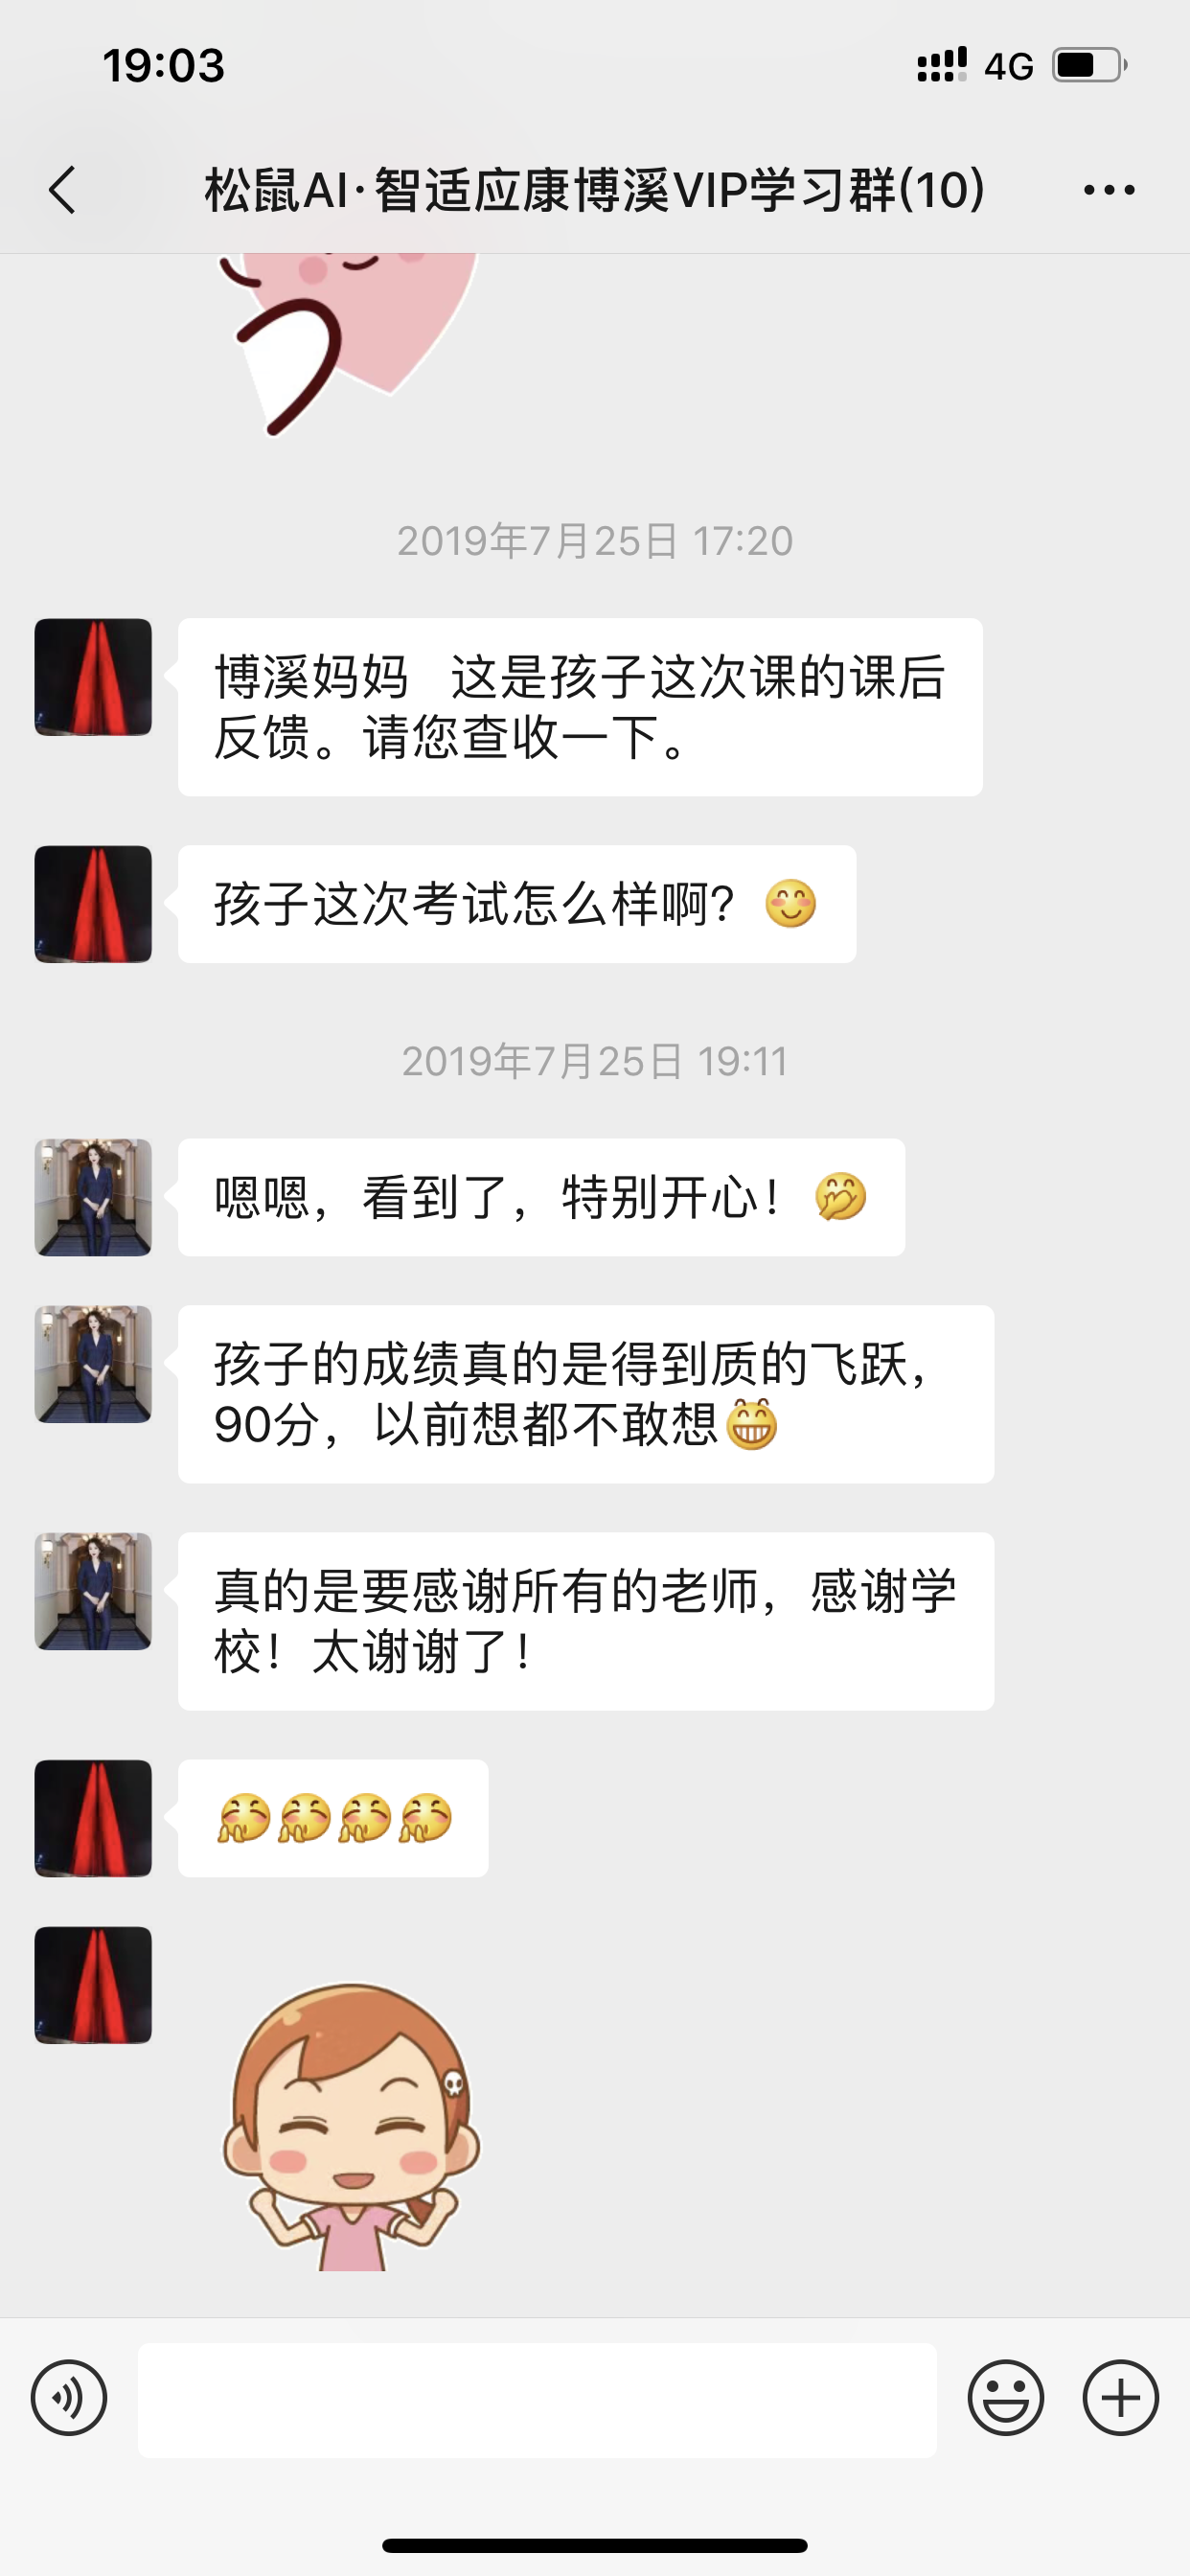 19:03
4G
松鼠AI·智适应康博溪VIP学习群(10)
2019年7月25日 17:20
博溪妈妈 这是孩子这次课的课后
反馈。请您查收一下。
孩子这次考试怎么样啊?
2019年7月25日 19:11
嗯嗯，看到了，特别开心！
孩子的成绩真的是得到质的飞跃，
90分，以前想都不敢想
真的是要感谢所有的老师，感谢学
校！太谢谢了！